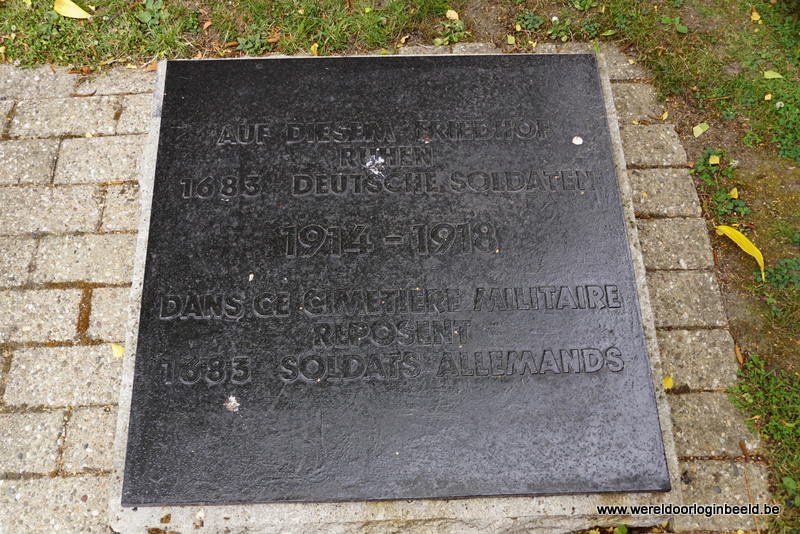 AUF DIESEM FRIEDHOF
RUHEN
1683 DEUTSCHE SOLDATEN
1914 - 1918
DANS CE CIMETIERE MILITAIRE
REPOSENT
1683 SOLDATS ALLEMANDS
www.wereldoorloginbeeld.be